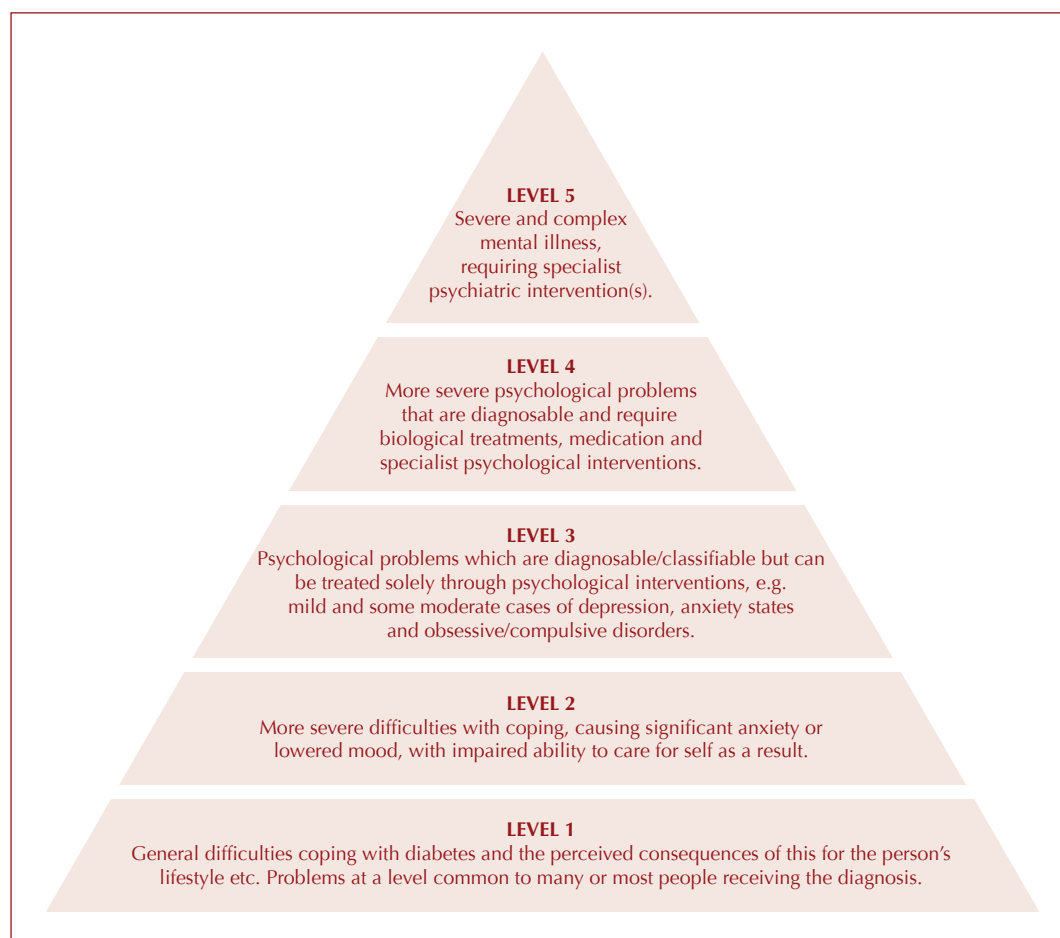 LEVEL 5
Severe and complex
mental illness,
requiring specialist
psychiatric intervention(s).
LEVEL 4
More severe psychological problems
that are diagnosable and require
biological treatments, medication and
specialist psychological interventions.
LEVEL 3
Psychological problems which are diagnosable/classifiable but can
be treated solely through psychological interventions, e.g.
mild and some moderate cases of depression, anxiety states
and obsessive/compulsive disorders.
LEVEL 2
More severe difficulties with coping, causing significant anxiety or
lowered mood, with impaired ability to care for self as a result.
LEVEL 1
General difficulties coping with diabetes and the perceived consequences of this for the person’s
lifestyle etc. Problems at a level common to many or most people receiving the diagnosis.